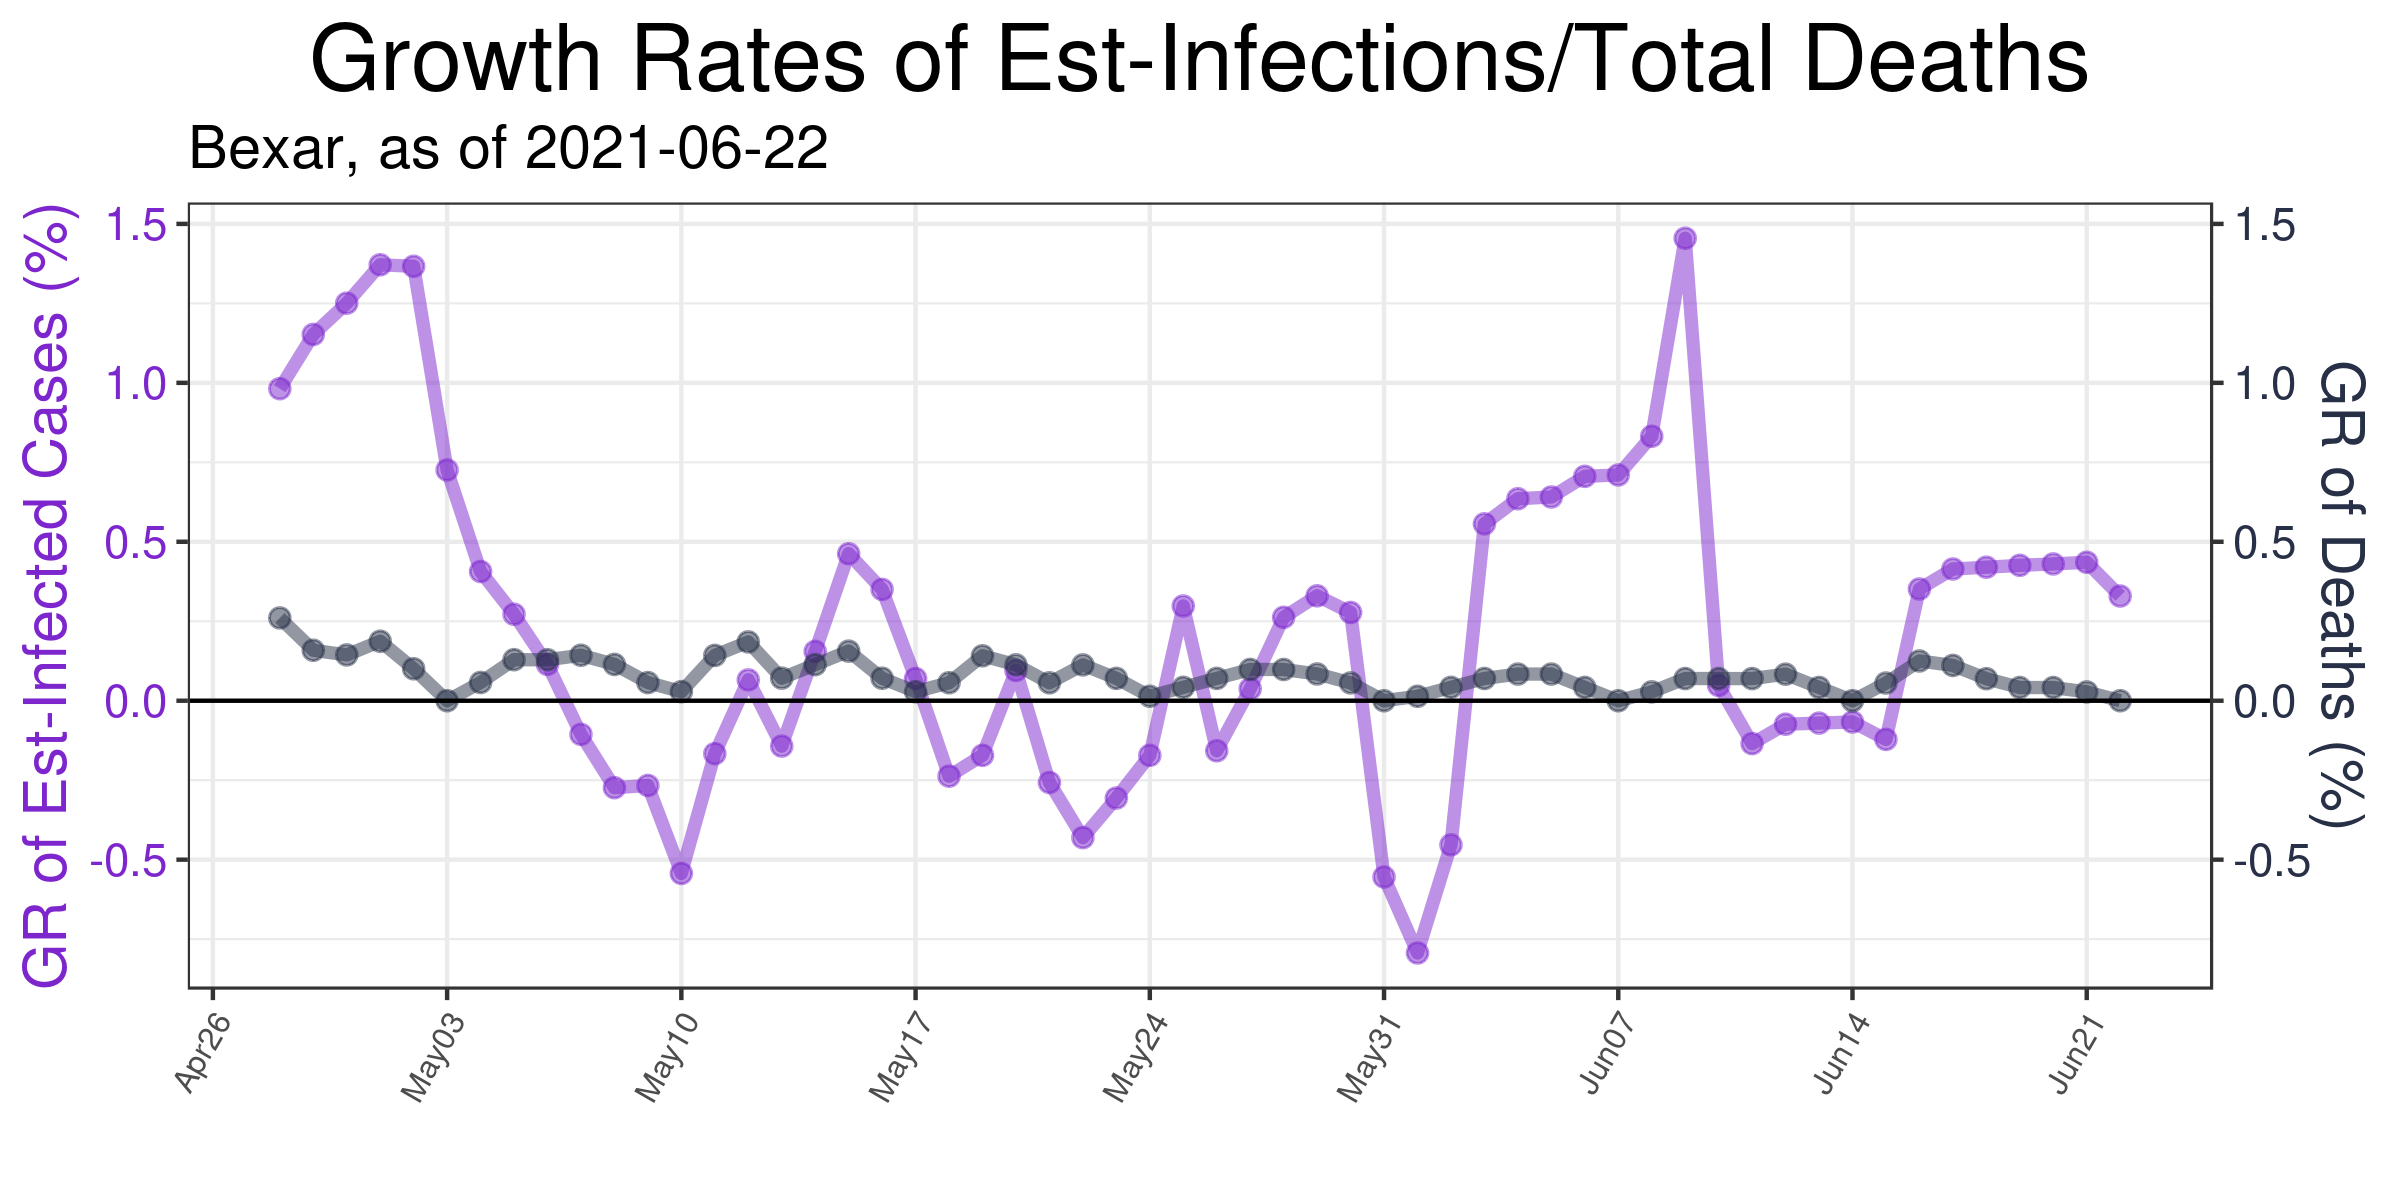 Growth Rates of Est-Infections/Total Deaths
Bexar, as of 2021-06-22
GR of Est-Infected Cases (%)
1.5
1.0
0.5
0.0
-0.5
1.5
1.0
0.5
0.0
-0.5
GR of Deaths (%)
Apr26
May03
May10
May17
May24
May31
Jun07
Jun14
Jun21